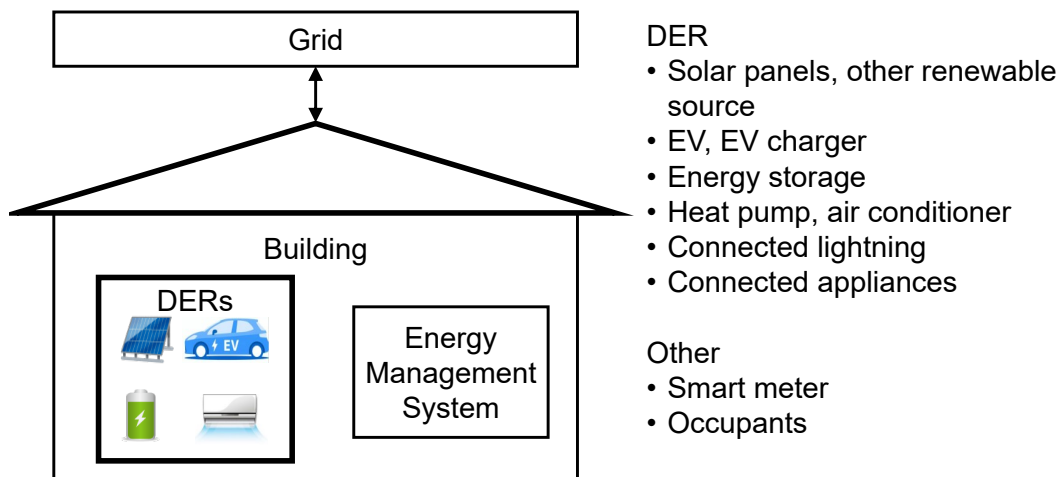 Grid
Building
DERs
EV
Energy
Management
System
DER
• Solar panels, other renewable
source
• EV, EV charger
• Energy storage
• Heat pump, air conditioner
• Connected lightning
• Connected appliances
Other
• Smart meter
• Occupants